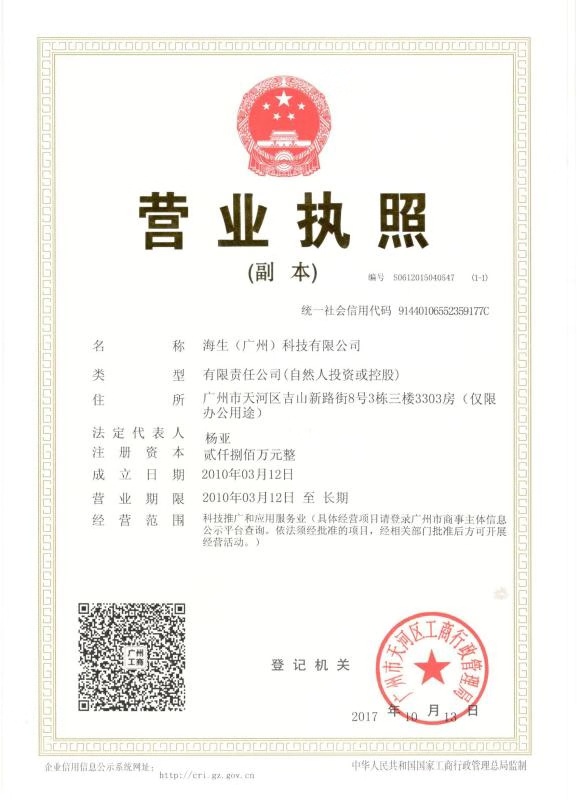 营业执照
(副 本)
编号 S0612015040547 (1-1)
统一社会信用代码 91440106552359177C
名 称 海生（广州）科技有限公司
类 型 有限责任公司(自然人投资或控股)
住 所 广州市天河区吉山新路街8号3栋三楼3303房（仅限
办公用途）
法定代表人 杨亚
注册资本 贰仟捌佰万元整
成立日期 2010年03月12日
营业期限 2010年03月12日 至 长期
经营范围 科技推广和应用服务业（具体经营项目请登录广州市商事主体信息
公示平台查询。依法须经批准的项目，经相关部门批准后方可开展
经营活动。）
广州
工商
登记机关
广州市天河区工商行政管理局
2017 年 10 月 13 日
企业信用信息公示系统网址：
http://cri.gz.gov.cn
中华人民共和国国家工商行政管理总局监制